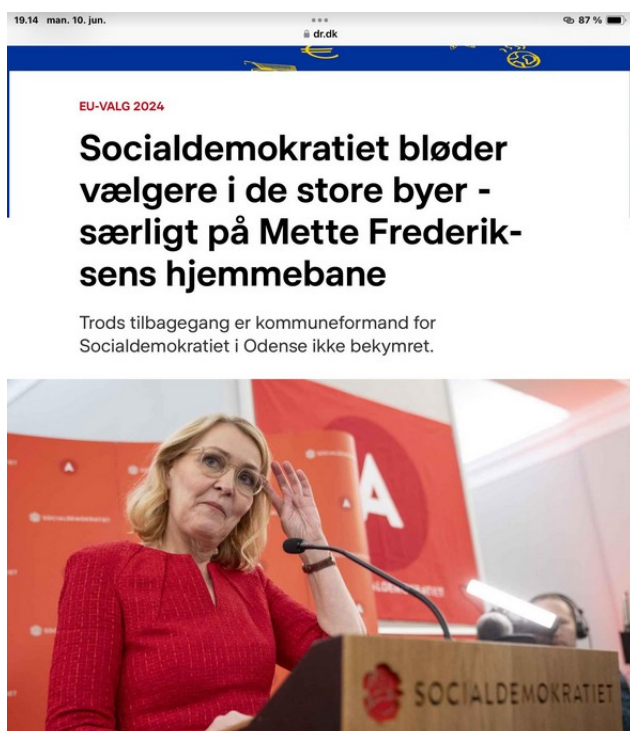 19.14 man. 10. jun.
dr.dk
87 %
EU-VALG 2024
Socialdemokratiet bløder
vælgere i de store byer -
særligt på Mette Frederik-
sens hjemmebane
Trods tilbagegang er kommuneformand for
Socialdemokratiet i Odense ikke bekymret.
A
A
A
SOCIALDEMOKRATIET
SOCIALDEMOKRATIET